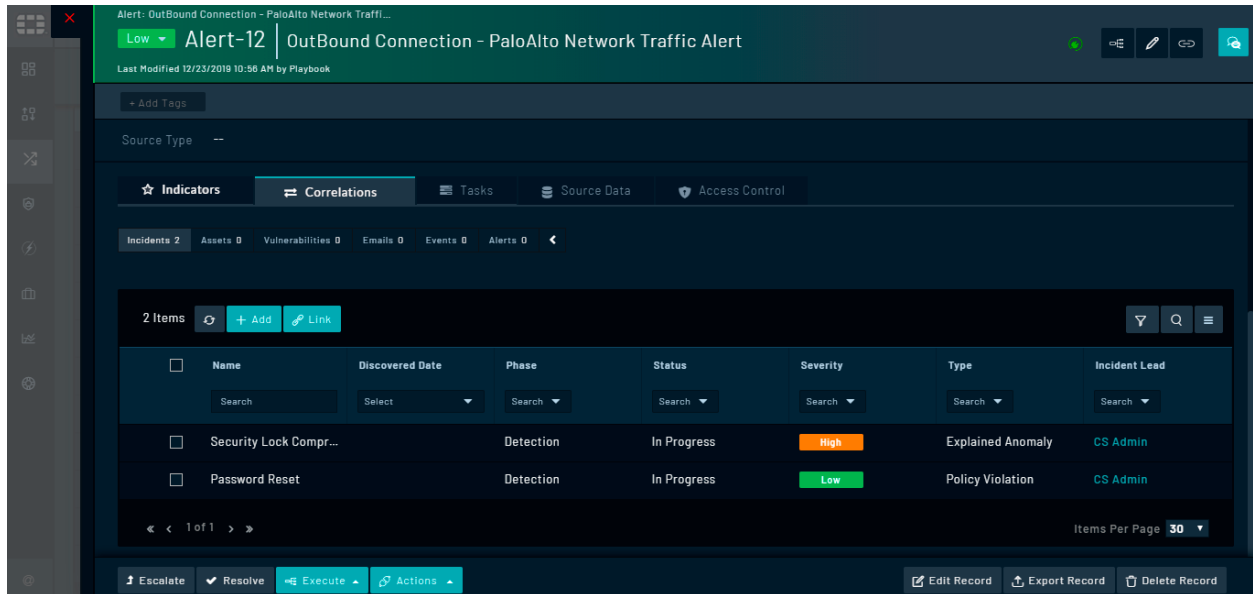 Alert: OutBound Connection - PaloAlto Network Traffi...
Low Alert-12 OutBound Connection - PaloAlto Network Traffic Alert
Last Modified 12/23/2019 10:56 AM by Playbook
+ Add Tags
Source Type --
Indicators Correlations Tasks Source Data Access Control
Incidents 2 Assets 0 Vulnerabilities 0 Emails 0 Events 0 Alerts 0
2 Items + Add Link
Name Discovered Date Phase Status Severity Type Incident Lead
Search Select Search Search Search Search Search
Security Lock Compr... Detection In Progress High Explained Anomaly CS Admin
Password Reset Detection In Progress Low Policy Violation CS Admin
1 of 1 Items Per Page 30
Escalate Resolve Execute Actions Edit Record Export Record Delete Record